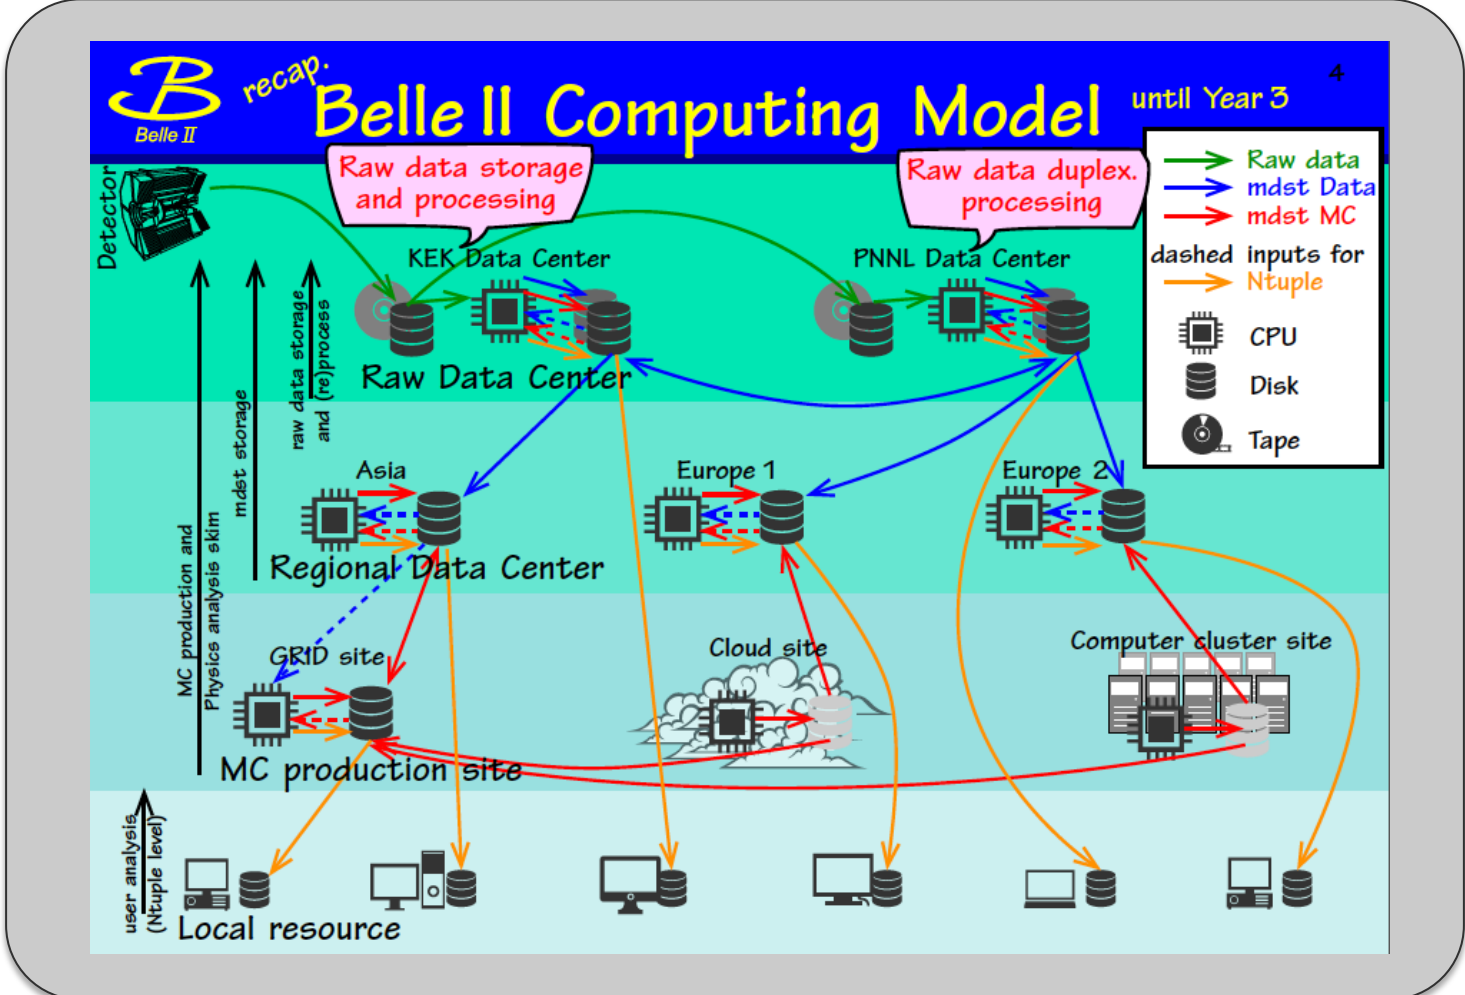 Belle II
recap.
Belle II Computing Model
until Year 3
4
Raw data storage
and processing
Raw data duplex.
processing
Raw data
mdst Data
mdst MC
dashed inputs for
Ntuple
CPU
Disk
Tape
Detector
KEK Data Center
PNNL Data Center
Raw Data Center
raw data storage
and (re)process
mdst storage
MC production and
Physics analysis skim
Asia
Europe 1
Europe 2
Regional Data Center
GRID site
Cloud site
Computer cluster site
MC production site
user analysis
(Ntuple level)
Local resource